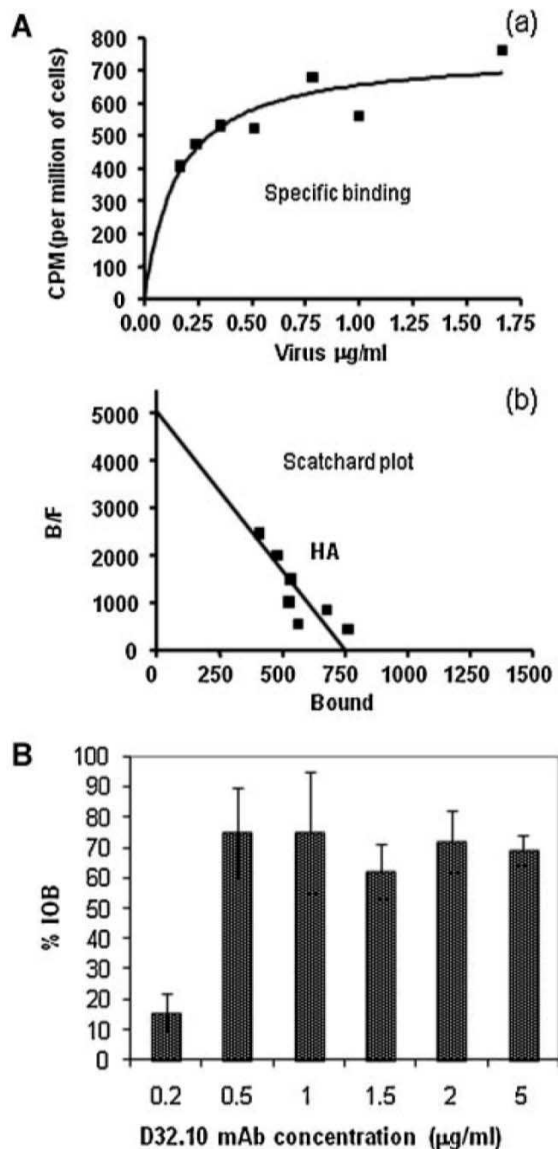 A
(a)
800
700
600
500
400
300
200
100
0
CPM (per million of cells)
Specific binding
0.00 0.25 0.50 0.75 1.00 1.25 1.50 1.75
Virus µg/ml
(b)
5000
4000
3000
2000
1000
0
B/F
Scatchard plot
HA
0 250 500 750 1000 1250 1500
Bound
B
100
90
80
70
60
50
40
30
20
10
0
% IOB
0.2 0.5 1 1.5 2 5
D32.10 mAb concentration (µg/ml)